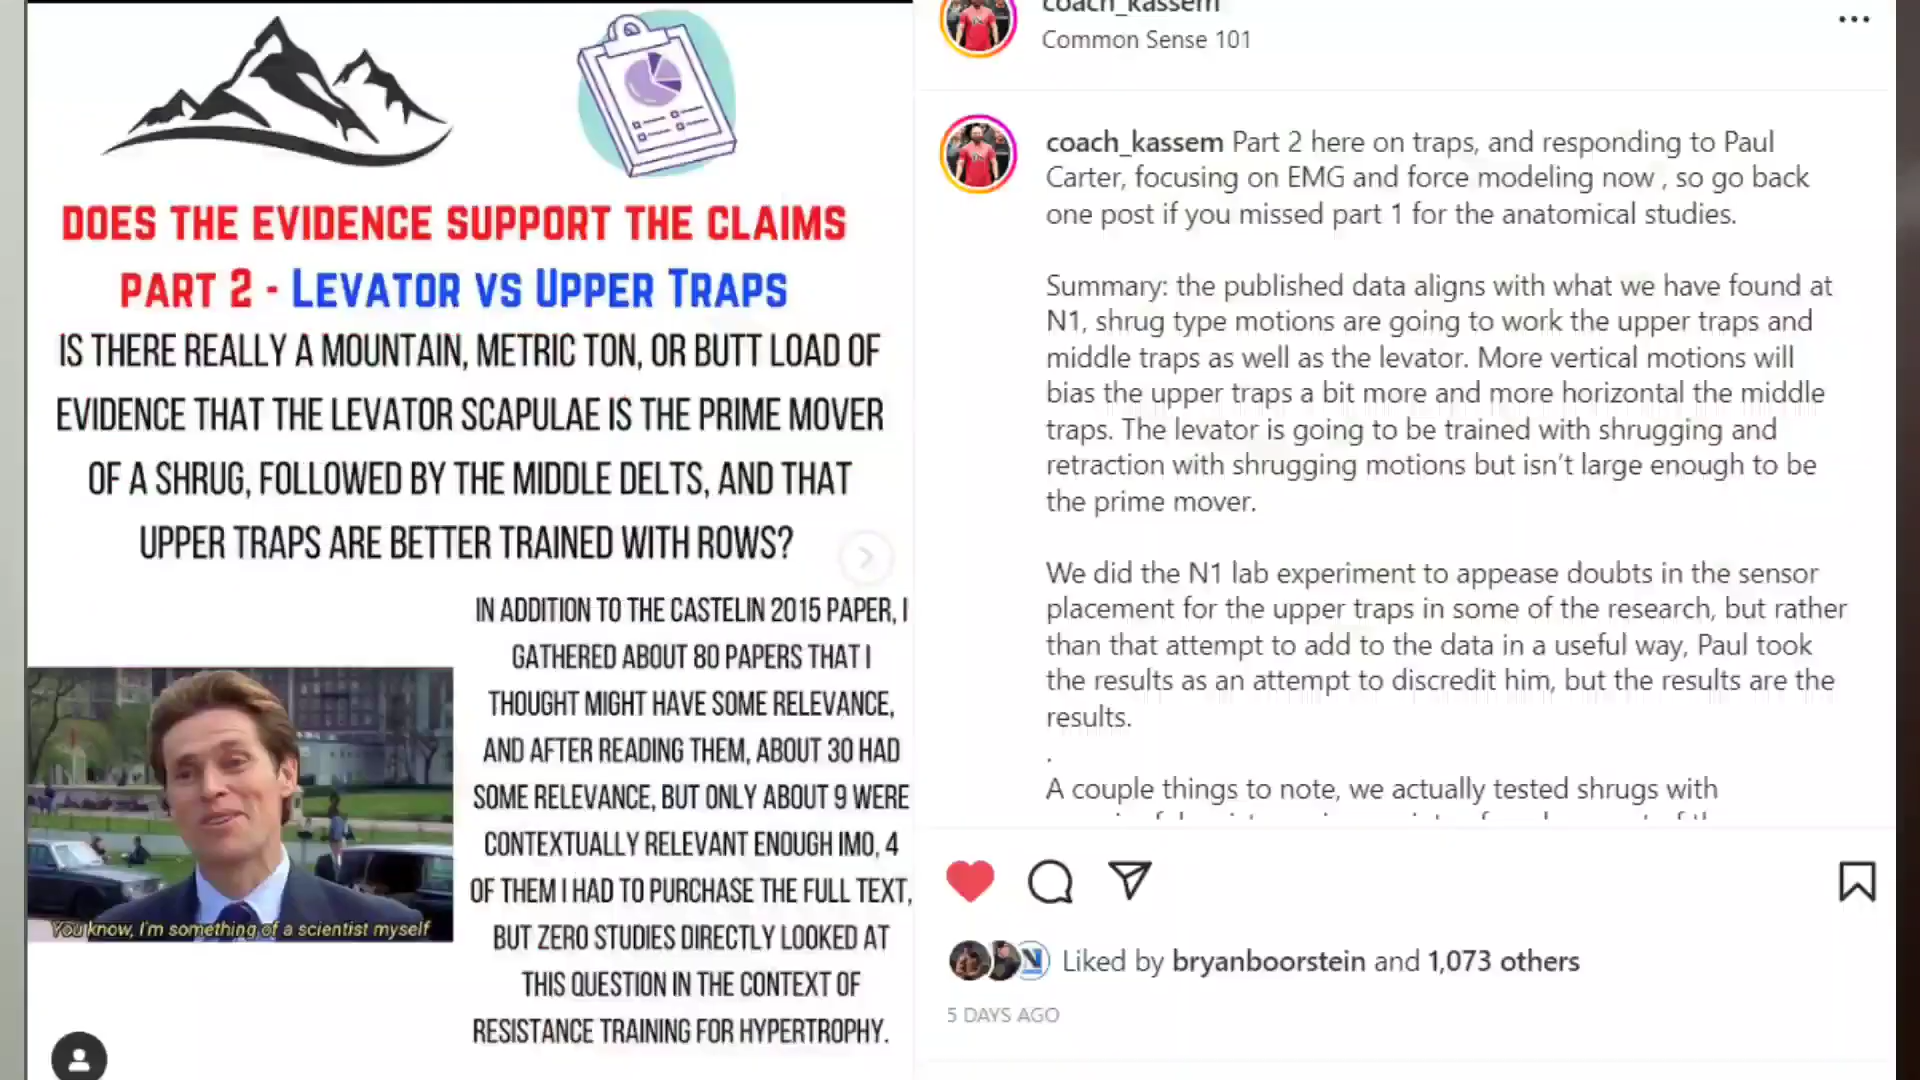 DOES THE EVIDENCE SUPPORT THE CLAIMS
PART 2 - LEVATOR VS UPPER TRAPS
IS THERE REALLY A MOUNTAIN, METRIC TON, OR BUTT LOAD OF
EVIDENCE THAT THE LEVATOR SCAPULAE IS THE PRIME MOVER
OF A SHRUG, FOLLOWED BY THE MIDDLE DELTS, AND THAT
UPPER TRAPS ARE BETTER TRAINED WITH ROWS?
IN ADDITION TO THE CASTELIN 2015 PAPER, I
GATHERED ABOUT 80 PAPERS THAT I
THOUGHT MIGHT HAVE SOME RELEVANCE,
AND AFTER READING THEM, ABOUT 30 HAD
SOME RELEVANCE, BUT ONLY ABOUT 9 WERE
CONTEXTUALLY RELEVANT ENOUGH IMO, 4
OF THEM I HAD TO PURCHASE THE FULL TEXT,
BUT ZERO STUDIES DIRECTLY LOOKED AT
THIS QUESTION IN THE CONTEXT OF
RESISTANCE TRAINING FOR HYPERTROPHY.
You know, I'm something of a scientist myself
coach_kassem
Common Sense 101
coach_kassem Part 2 here on traps, and responding to Paul
Carter, focusing on EMG and force modeling now , so go back
one post if you missed part 1 for the anatomical studies.
Summary: the published data aligns with what we have found at
N1, shrug type motions are going to work the upper traps and
middle traps as well as the levator. More vertical motions will
bias the upper traps a bit more and more horizontal the middle
traps. The levator is going to be trained with shrugging and
retraction with shrugging motions but isn't large enough to be
the prime mover.
We did the N1 lab experiment to appease doubts in the sensor
placement for the upper traps in some of the research, but rather
than that attempt to add to the data in a useful way, Paul took
the results as an attempt to discredit him, but the results are the
results.
.
A couple things to note, we actually tested shrugs with
Liked by bryanboorstein and 1,073 others
5 DAYS AGO